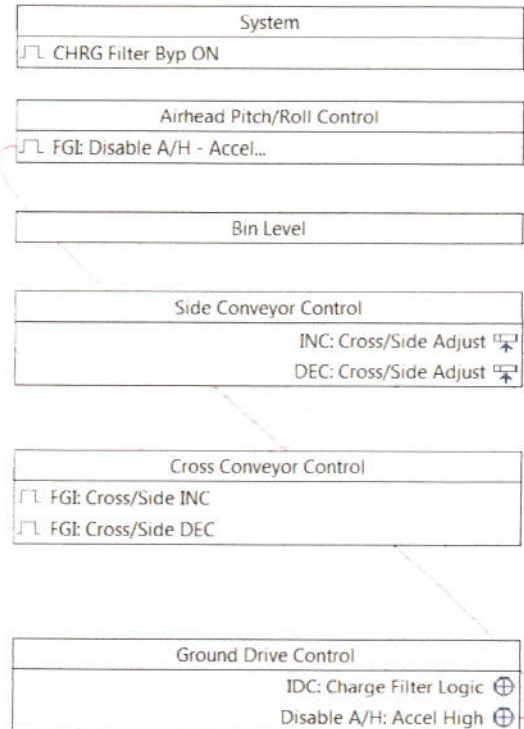 System
CHRG Filter Byp ON
Airhead Pitch/Roll Control
FGI: Disable A/H - Accel...
Bin Level
Side Conveyor Control
INC: Cross/Side Adjust
DEC: Cross/Side Adjust
Cross Conveyor Control
FGI: Cross/Side INC
FGI: Cross/Side DEC
Ground Drive Control
IDC: Charge Filter Logic
Disable A/H: Accel High